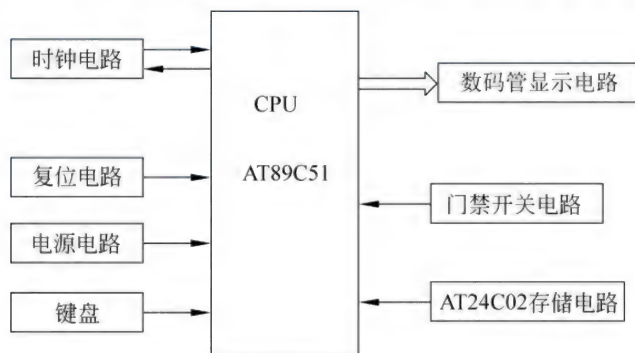 时钟电路
复位电路
电源电路
键盘
CPU
AT89C51
数码管显示电路
门禁开关电路
AT24C02存储电路